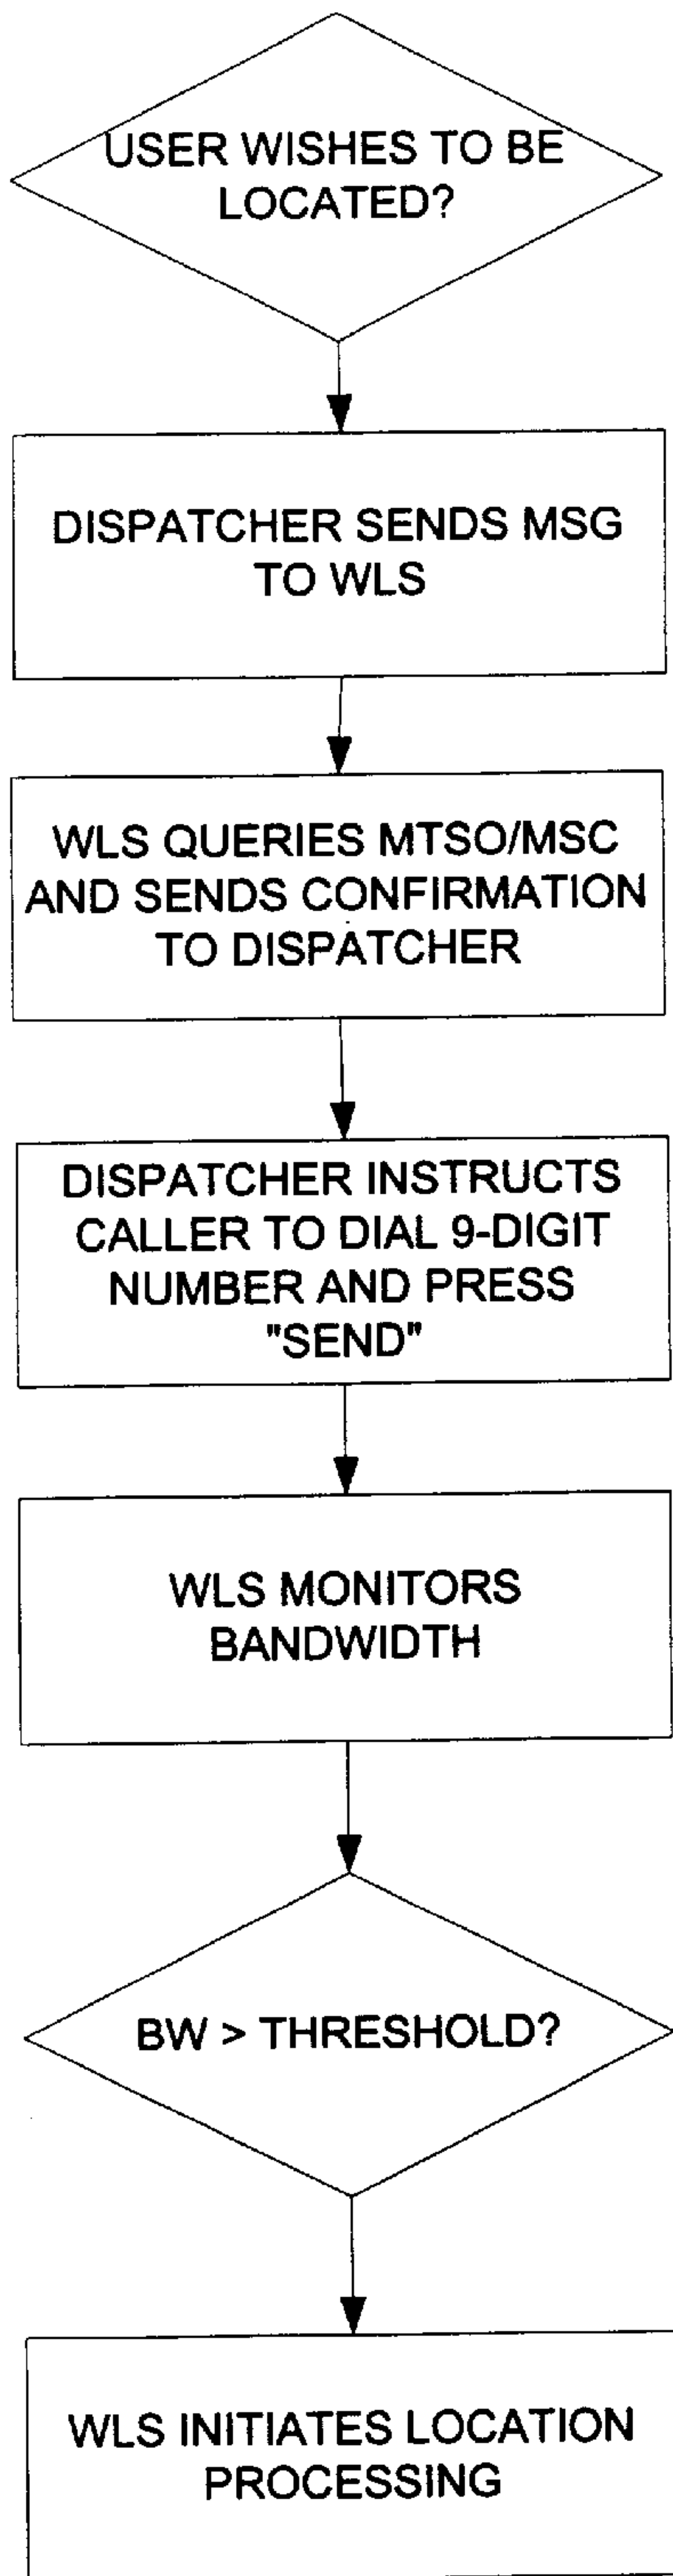 USER WISHES TO BE
LOCATED?
DISPATCHER SENDS MSG
TO WLS
WLS QUERIES MTSO/MSC
AND SENDS CONFIRMATION
TO DISPATCHER
DISPATCHER INSTRUCTS
CALLER TO DIAL 9-DIGIT
NUMBER AND PRESS
"SEND"
WLS MONITORS
BANDWIDTH
BW > THRESHOLD?
WLS INITIATES LOCATION
PROCESSING